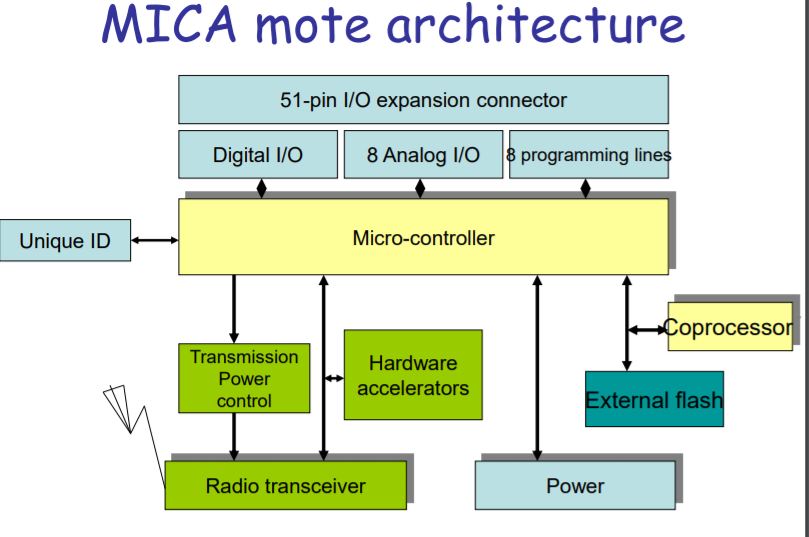 MICA mote architecture
51-pin I/O expansion connector
Digital I/O
8 Analog I/O
8 programming lines
Micro-controller
Unique ID
Coprocessor
Transmission
Power
control
Hardware
accelerators
External flash
Radio transceiver
Power